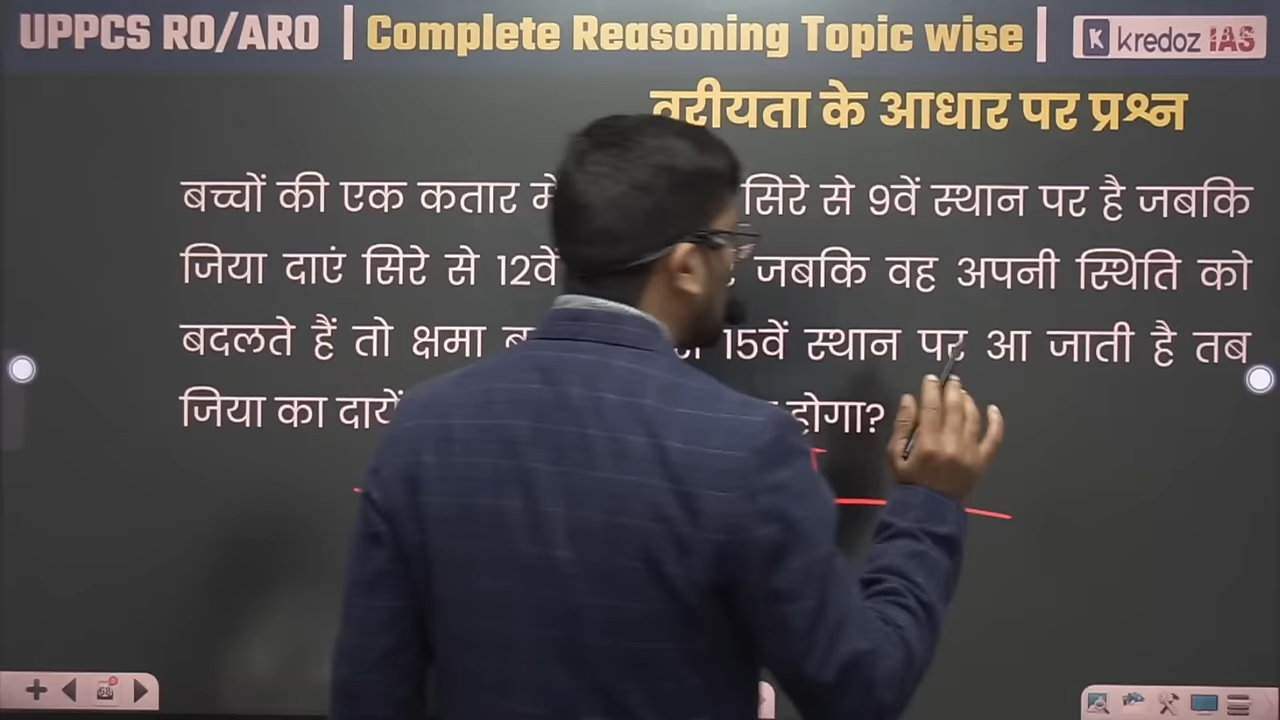 UPPCS RO/ARO | Complete Reasoning Topic wise | K kredoz IAS
वरीयता के आधार पर प्रश्न
बच्चों की एक कतार में सिरे से 9वें स्थान पर है जबकि
जिया दाएं सिरे से 12वें जबकि वह अपनी स्थिति को
बदलते हैं तो क्षमा 15वें स्थान पर आ जाती है तब
जिया का दायें होगा?